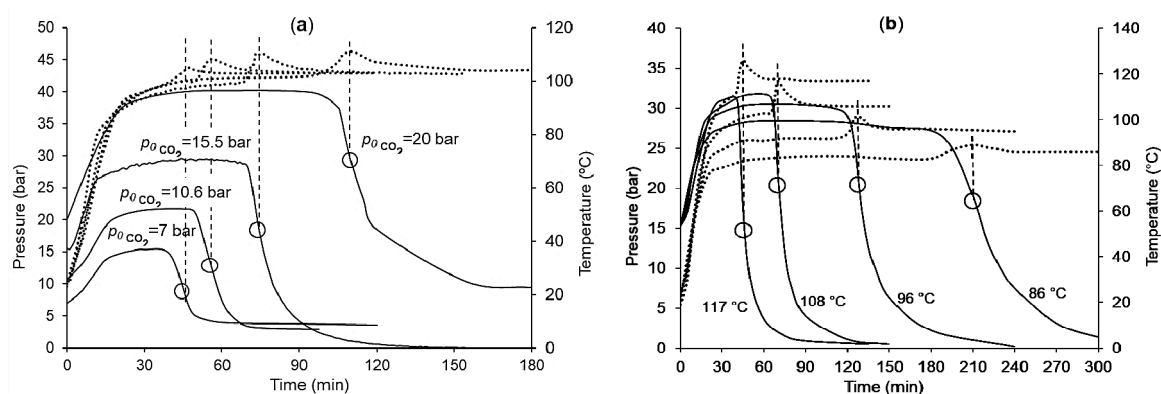 (a)
50
45
40
35
30
25
20
15
10
5
0
Pressure (bar)
p0 CO2=20 bar
p0 CO2=15.5 bar
p0 CO2=10.6 bar
p0 CO2=7 bar
120
100
80
60
40
20
0
Temperature (°C)
0 30 60 90 120 150 180
Time (min)
(b)
40
35
30
25
20
15
10
5
0
Pressure (bar)
117 °C
108 °C
96 °C
86 °C
140
120
100
80
60
40
20
0
Temperature (°C)
0 30 60 90 120 150 180 210 240 270 300
Time (min)